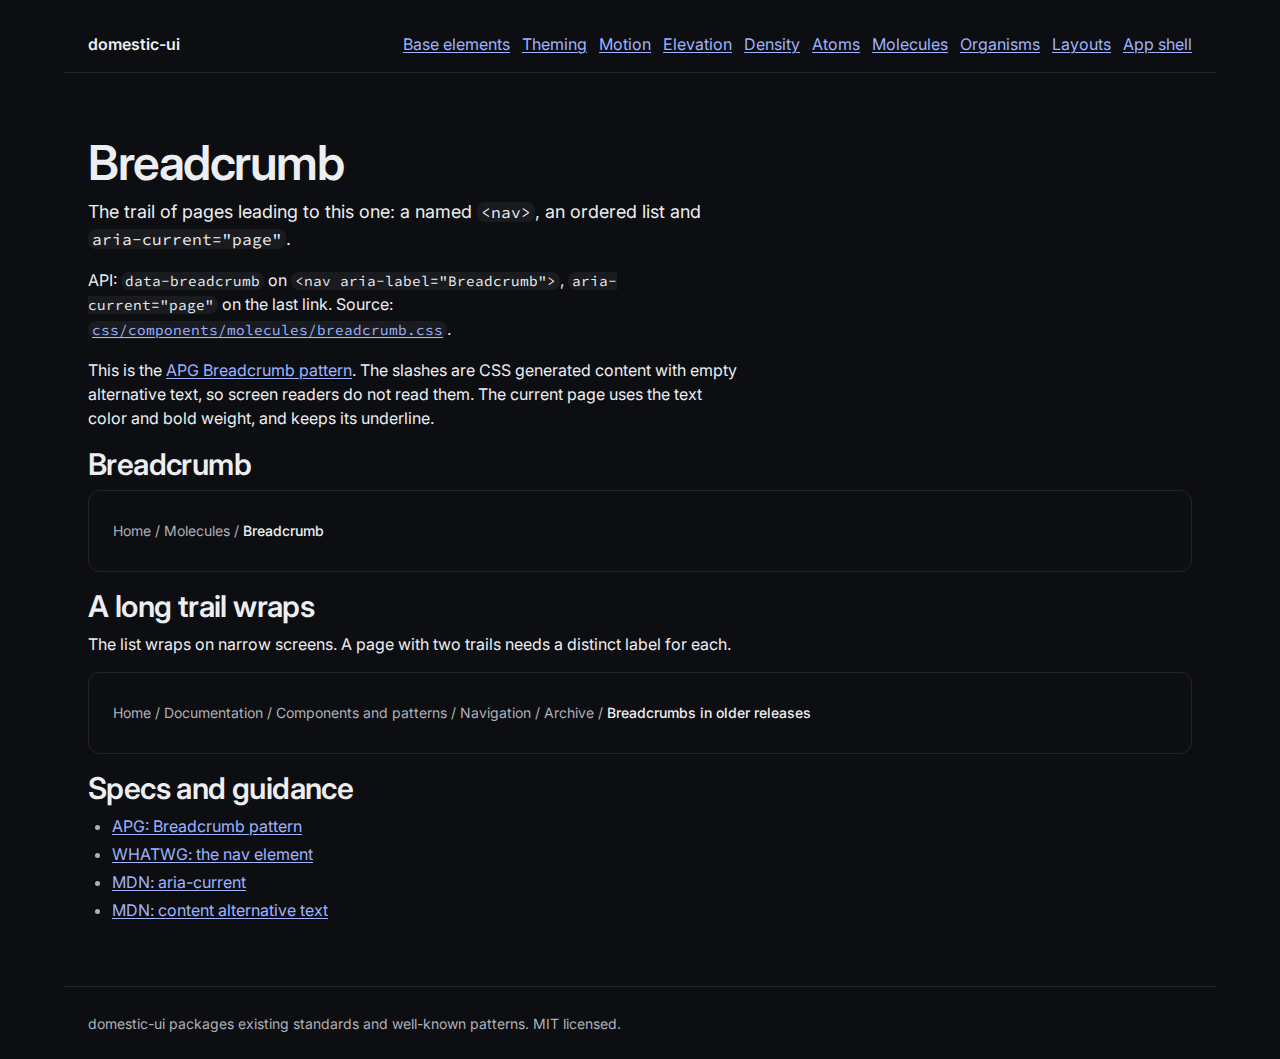 domestic-ui
Base elements Theming Motion Elevation Density Atoms Molecules Organisms Layouts App shell
Breadcrumb
The trail of pages leading to this one: a named <nav>, an ordered list and
aria-current="page".
API: data-breadcrumb on <nav aria-label="Breadcrumb">, aria-
current="page" on the last link. Source:
css/components/molecules/breadcrumb.css.
This is the APG Breadcrumb pattern. The slashes are CSS generated content with empty
alternative text, so screen readers do not read them. The current page uses the text
color and bold weight, and keeps its underline.
Breadcrumb
Home / Molecules / Breadcrumb
A long trail wraps
The list wraps on narrow screens. A page with two trails needs a distinct label for each.
Home / Documentation / Components and patterns / Navigation / Archive / Breadcrumbs in older releases
Specs and guidance
APG: Breadcrumb pattern
WHATWG: the nav element
MDN: aria-current
MDN: content alternative text
domestic-ui packages existing standards and well-known patterns. MIT licensed.